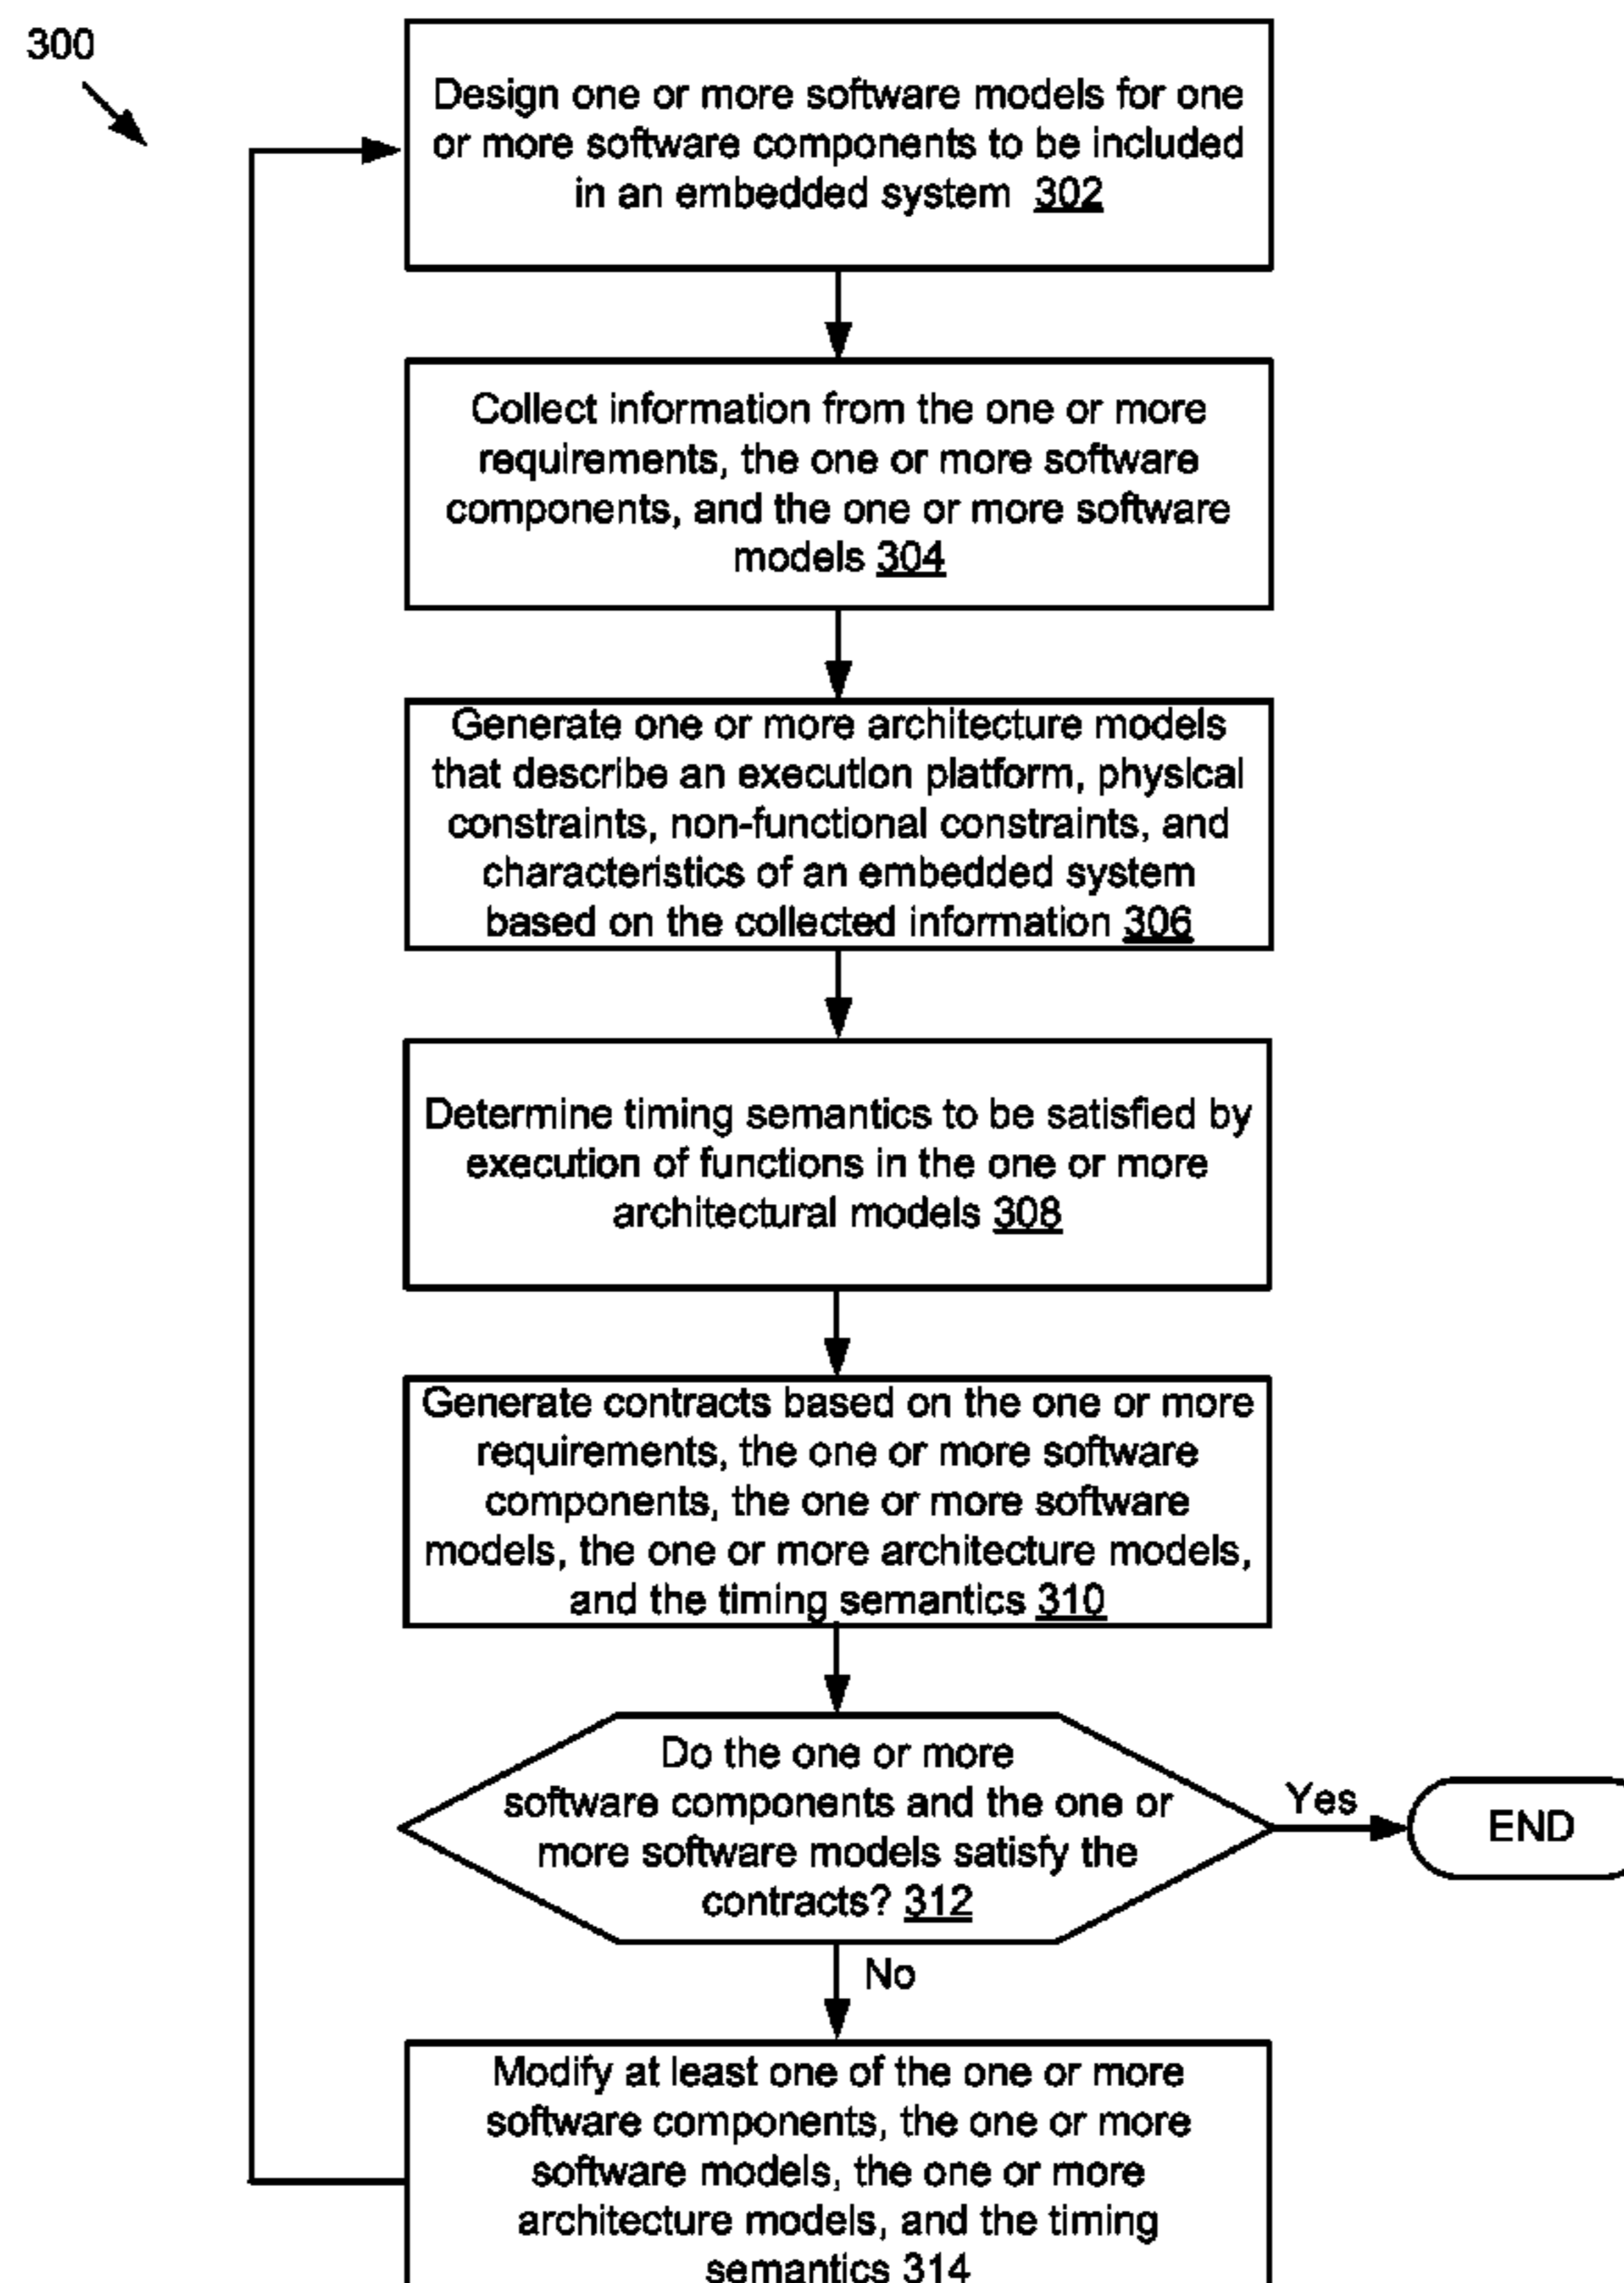 300
Design one or more software models for one
or more software components to be included
in an embedded system 302
Collect information from the one or more
requirements, the one or more software
components, and the one or more software
models 304
Generate one or more architecture models
that describe an execution platform, physical
constraints, non-functional constraints, and
characteristics of an embedded system
based on the collected information 306
Determine timing semantics to be satisfied by
execution of functions in the one or more
architectural models 308
Generate contracts based on the one or more
requirements, the one or more software
components, the one or more software
models, the one or more architecture models,
and the timing semantics 310
Do the one or more
software components and the one or
more software models satisfy the
contracts? 312
Yes
END
No
Modify at least one of the one or more
software components, the one or more
software models, the one or more
architecture models, and the timing
semantics 314